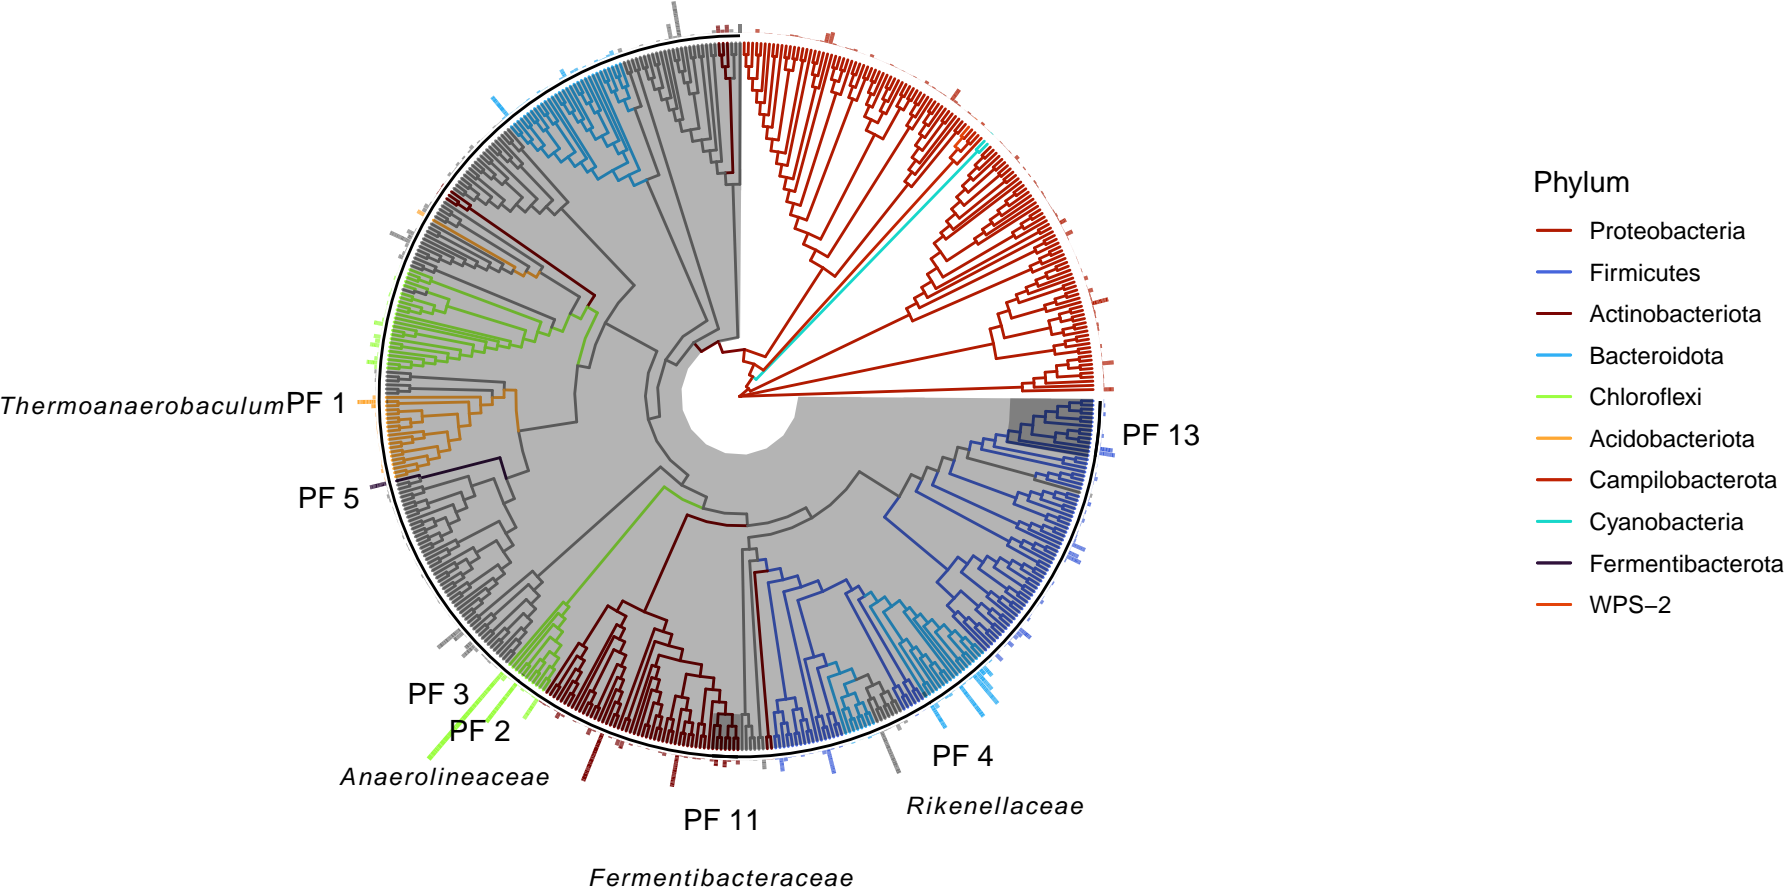 Phylum
Proteobacteria
Firmicutes
Actinobacteriota
Bacteroidota
Chloroflexi
Acidobacteriota
Campilobacterota
Cyanobacteria
Fermentibacterota
WPS−2
Thermoanaerobaculum PF 1
PF 13
PF 5
PF 3
PF 2
PF 4
Anaerolineaceae
Rikenellaceae
PF 11
Fermentibacteraceae